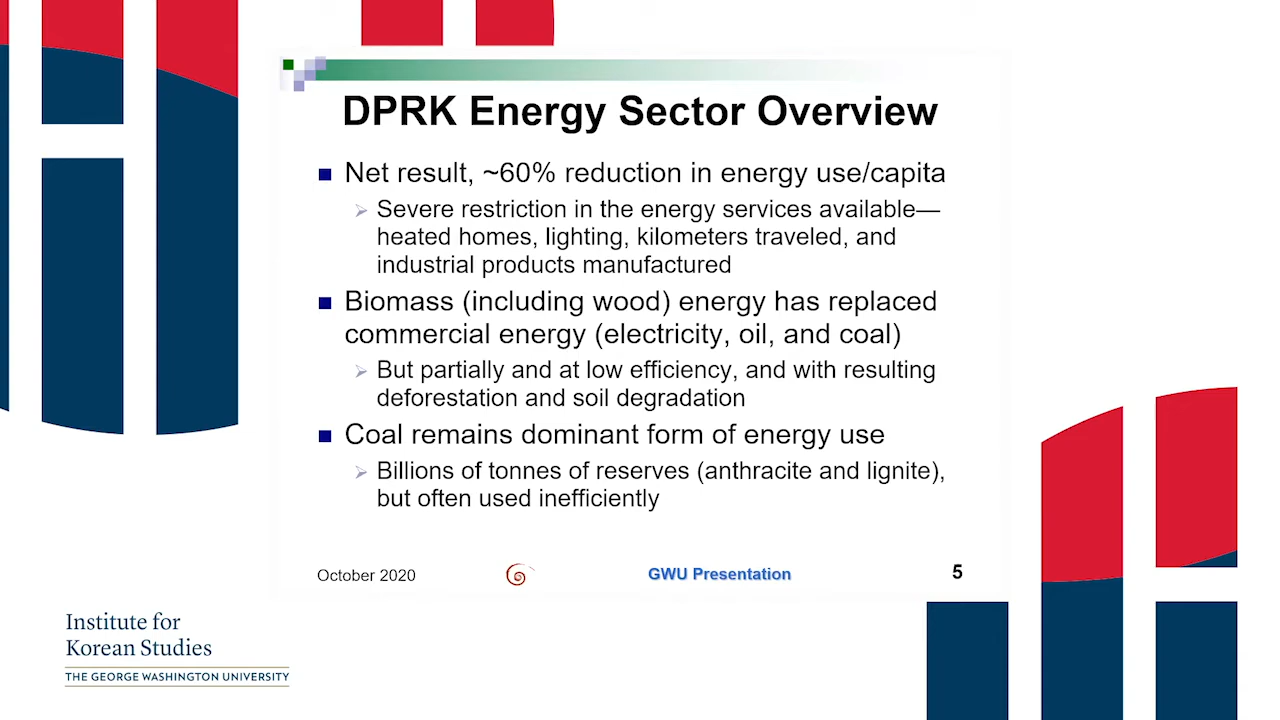 DPRK Energy Sector Overview
Net result, ~60% reduction in energy use/capita
Severe restriction in the energy services available—
heated homes, lighting, kilometers traveled, and
industrial products manufactured
Biomass (including wood) energy has replaced
commercial energy (electricity, oil, and coal)
But partially and at low efficiency, and with resulting
deforestation and soil degradation
Coal remains dominant form of energy use
Billions of tonnes of reserves (anthracite and lignite),
but often used inefficiently
October 2020
GWU Presentation
5
Institute for
Korean Studies
THE GEORGE WASHINGTON UNIVERSITY